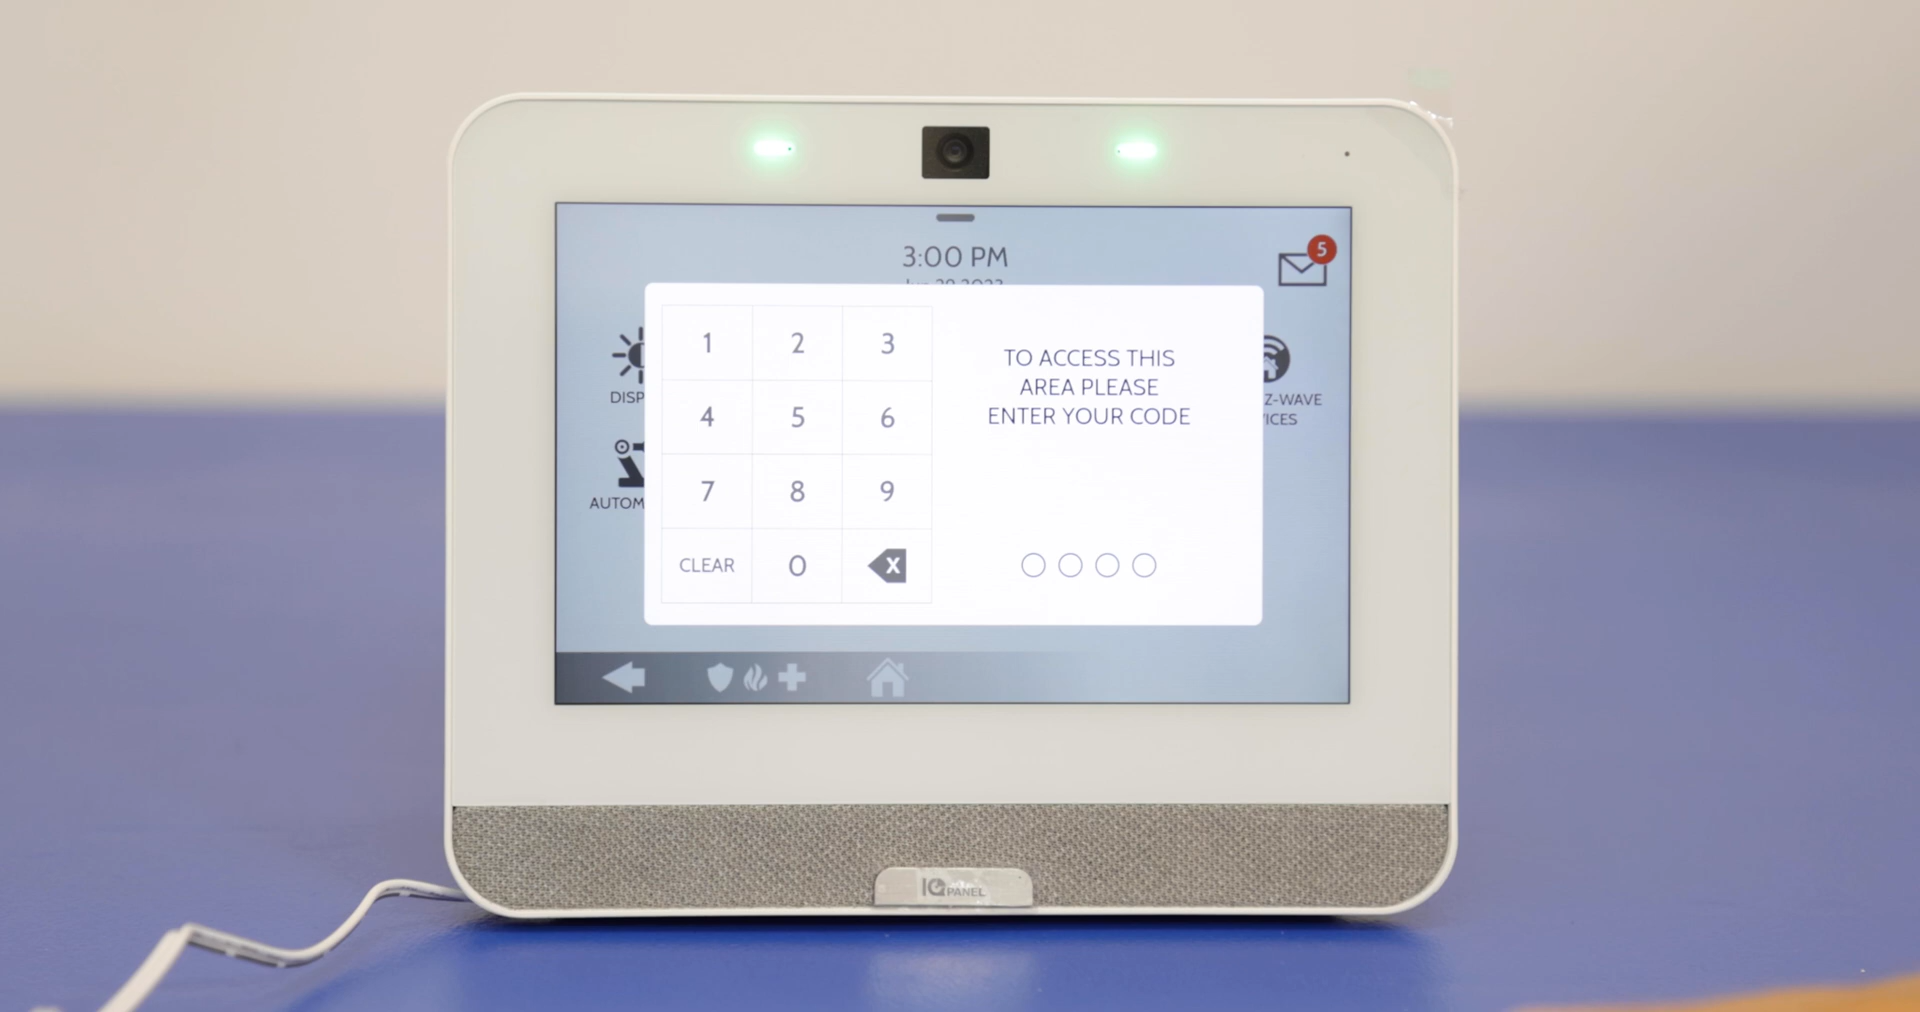 3:00 PM
5
1 2 3
4 5 6
7 8 9
CLEAR 0 X
TO ACCESS THIS
AREA PLEASE
ENTER YOUR CODE
DISP
AUTOM
Z-WAVE
ICES
IQ PANEL